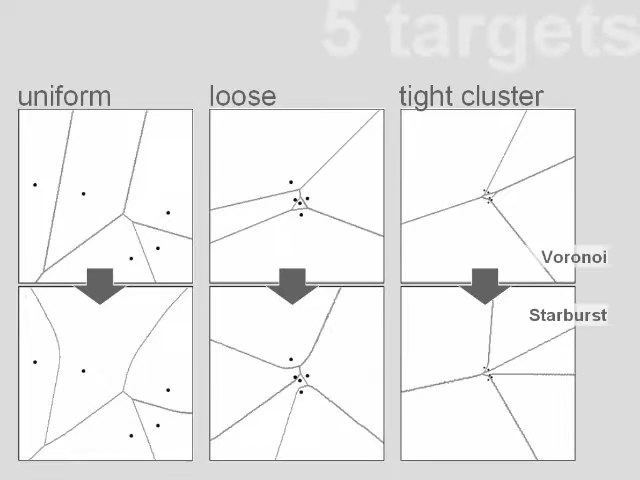 5 targets
uniform
loose
tight cluster
Voronoi
Starburst